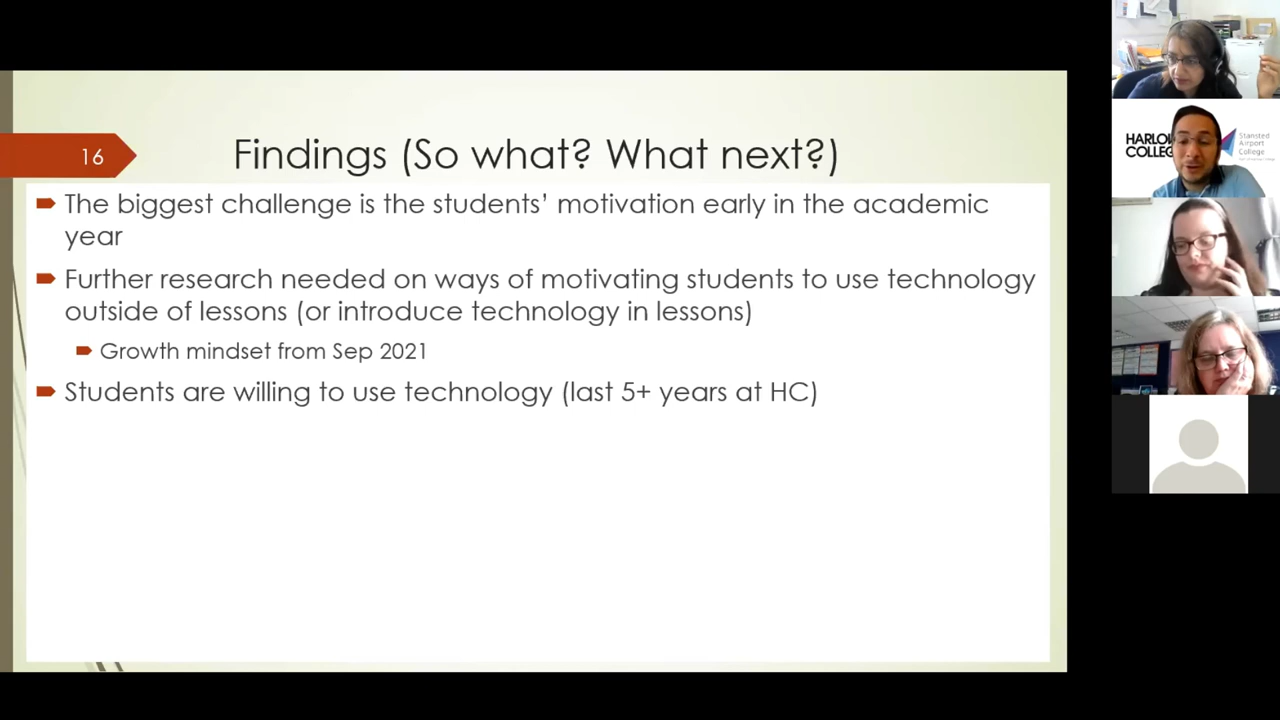 16
Findings (So what? What next?)
The biggest challenge is the students’ motivation early in the academic
year
Further research needed on ways of motivating students to use technology
outside of lessons (or introduce technology in lessons)
Growth mindset from Sep 2021
Students are willing to use technology (last 5+ years at HC)
Stansted
Airport
College